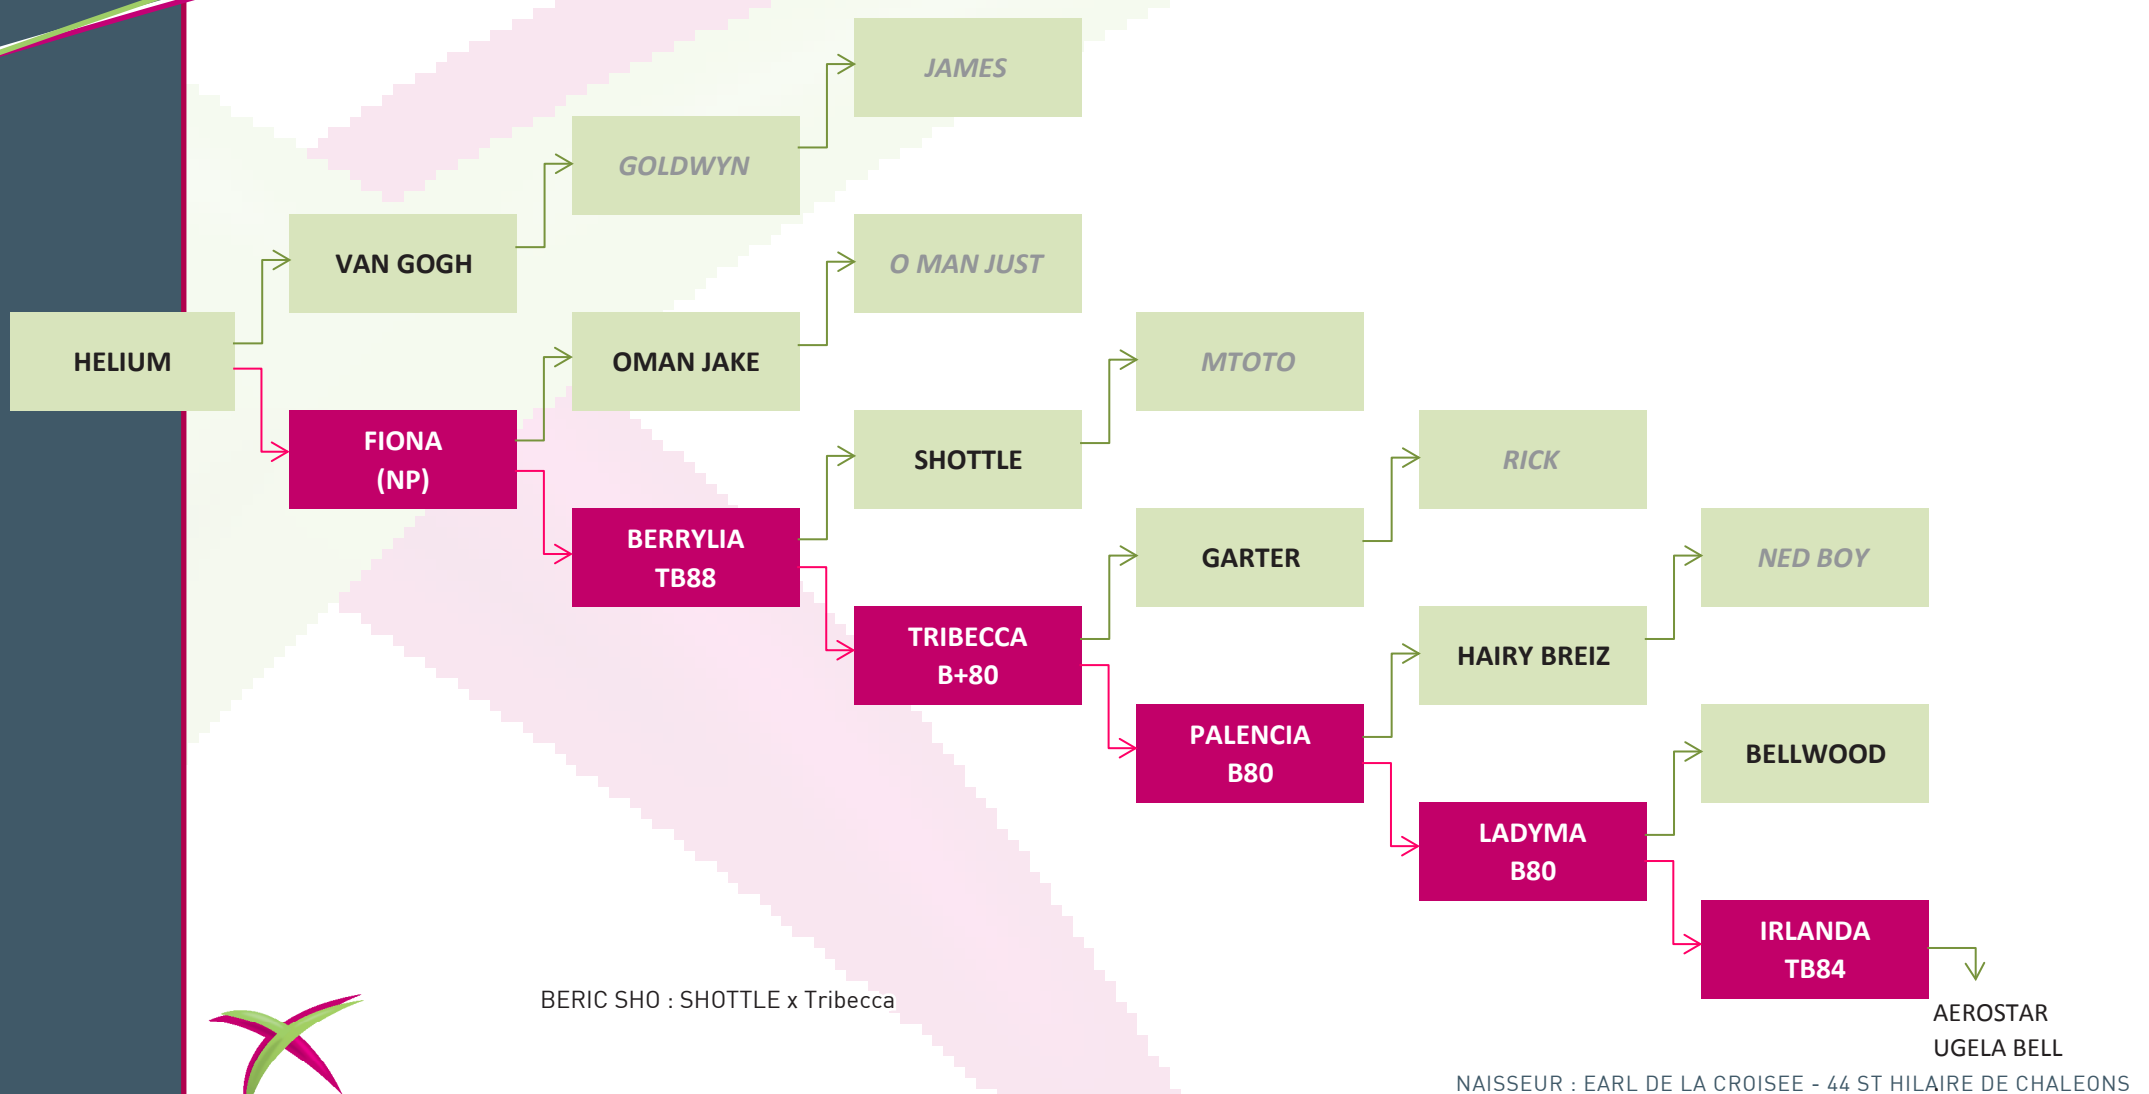 JAMES
GOLDWYN
VAN GOGH
O MAN JUST
HELIUM
OMAN JAKE
MTOTO
FIONA
(NP)
SHOTTLE
RICK
BERRYLIA
TB88
GARTER
NED BOY
TRIBECCA
B+80
HAIRY BREIZ
PALENCIA
B80
BELLWOOD
LADYMA
B80
IRLANDA
TB84
BERIC SHO : SHOTTLE x Tribecca
AEROSTAR
UGELA BELL
NAISSEUR : EARL DE LA CROISEE - 44 ST HILAIRE DE CHALEONS